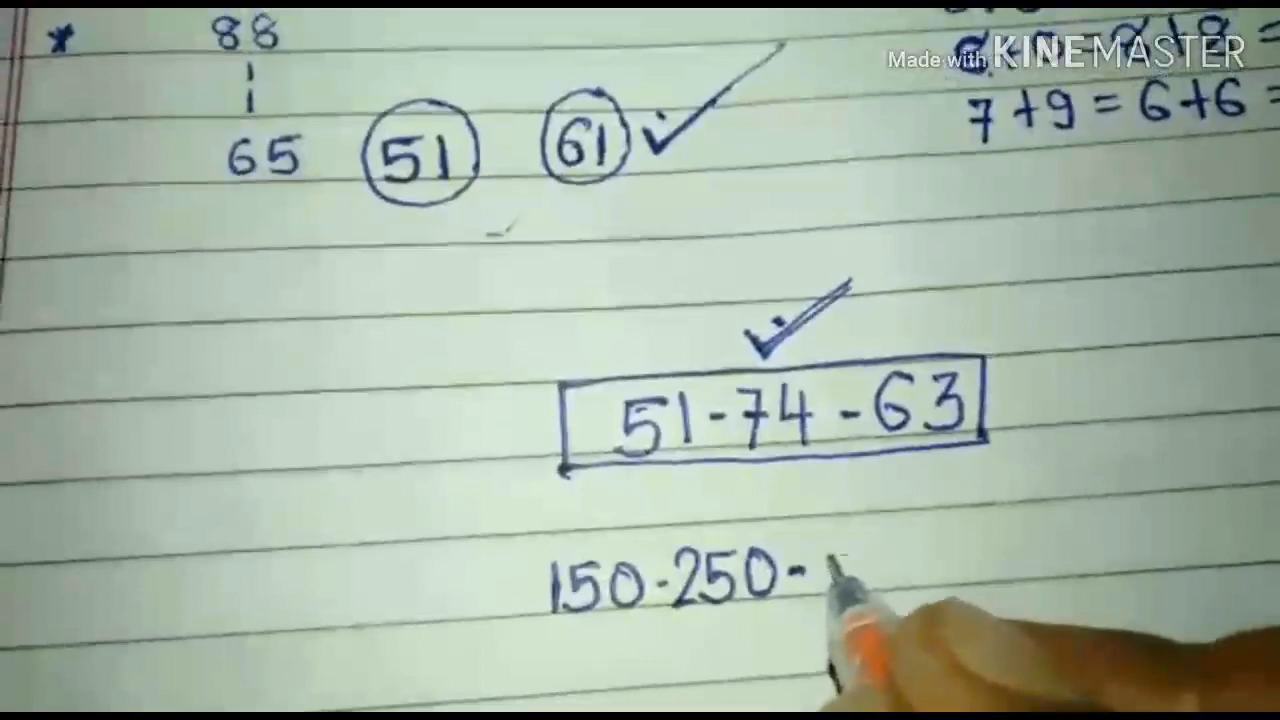 * 88
Made with KINEMASTER
7+9=6+6=
65 51 61
51-74-63
150-250-